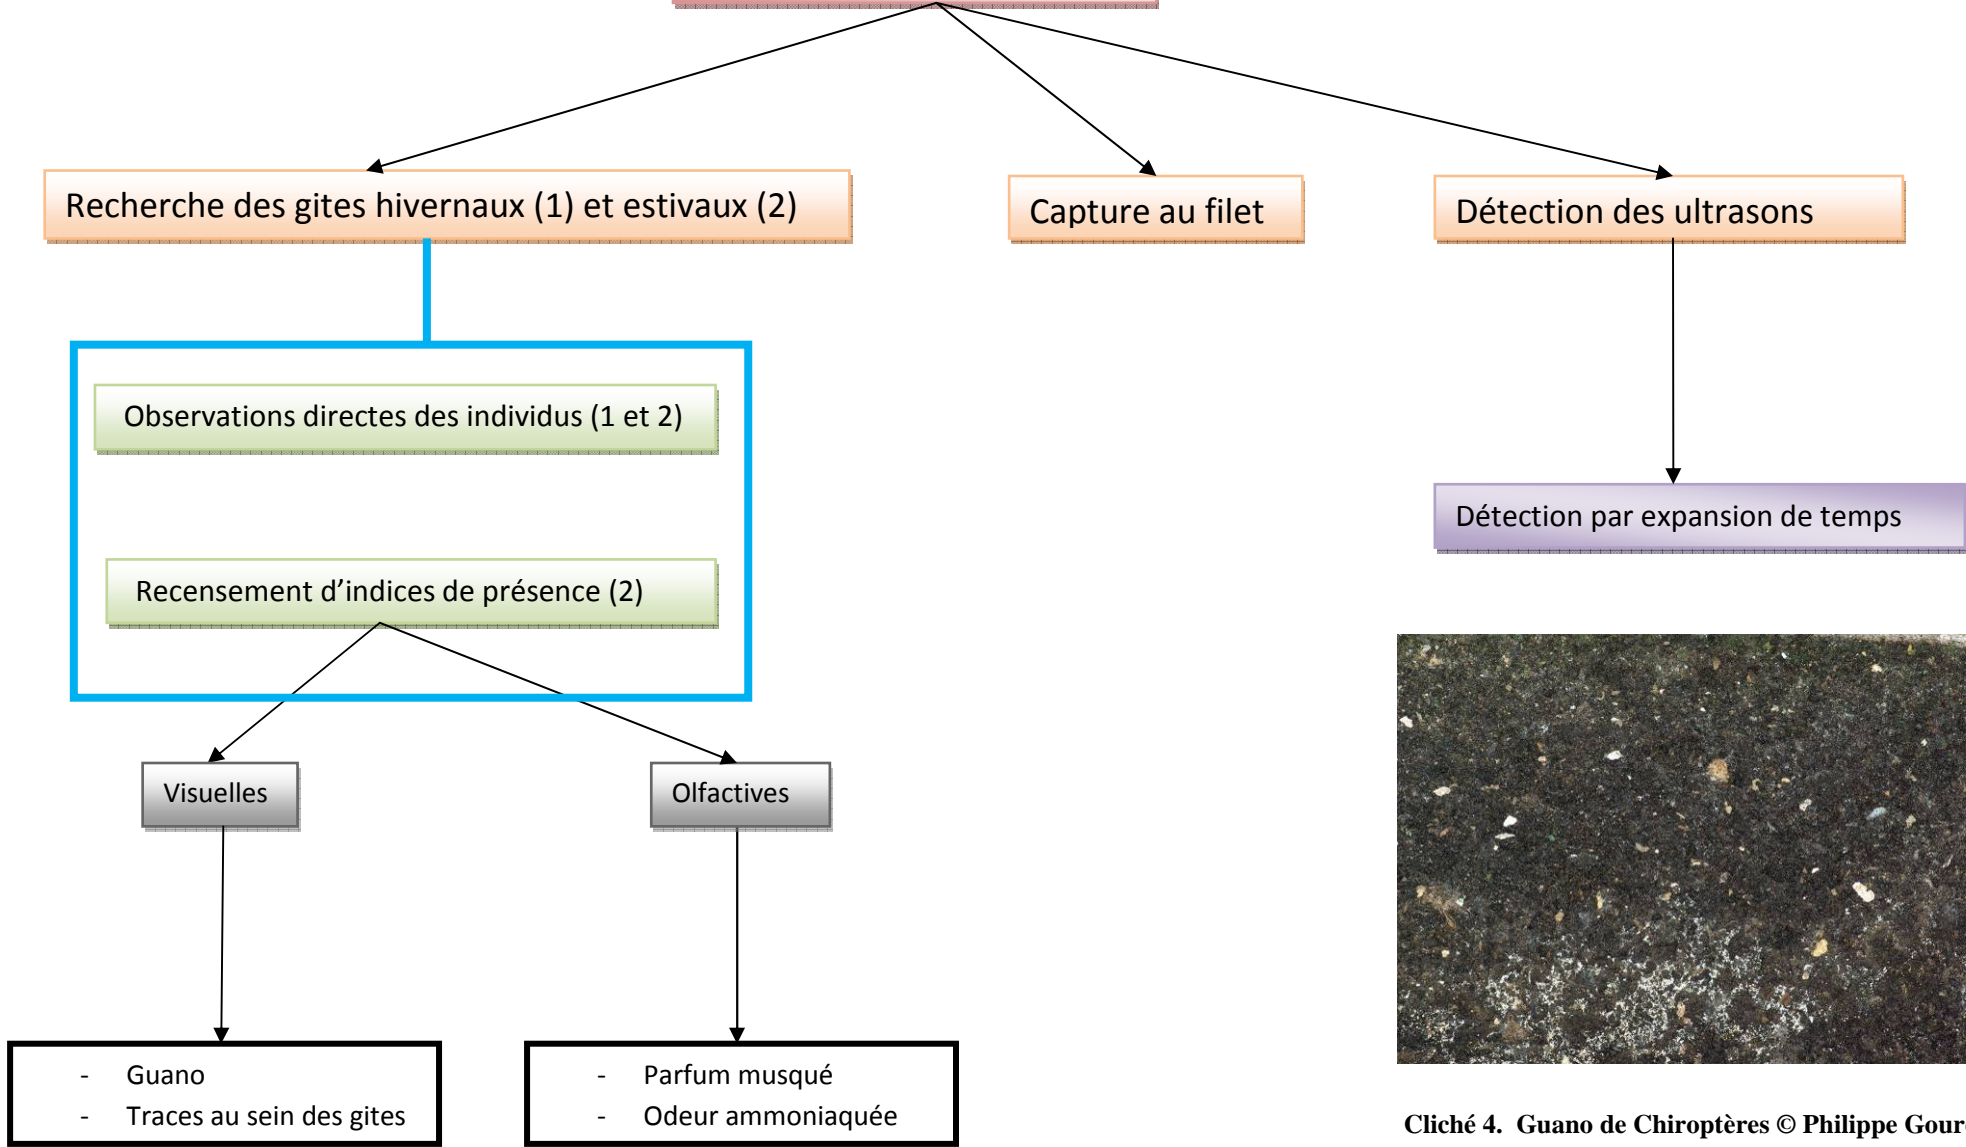 Recherche des gites hivernaux (1) et estivaux (2)
Capture au filet
Détection des ultrasons
Observations directes des individus (1 et 2)
Détection par expansion de temps
Recensement d’indices de présence (2)
Visuelles
Olfactives
- Guano
- Traces au sein des gites
- Parfum musqué
- Odeur ammoniaquée
Cliché 4. Guano de Chiroptères © Philippe